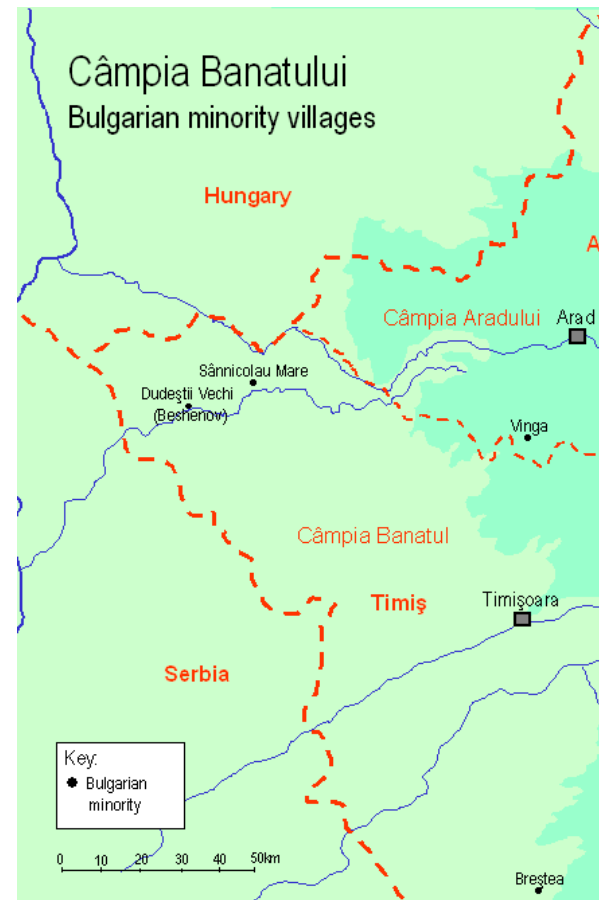 Câmpia Banatului
Bulgarian minority villages
Hungary
A
Câmpia Aradului
Arad
Sânnicolau Mare
Dudeştii Vechi
(Beshenov)
Vinga
Câmpia Banatul
Timiş
Timişoara
Serbia
Key:
Bulgarian
minority
0 10 20 30 40 50km
Breştea